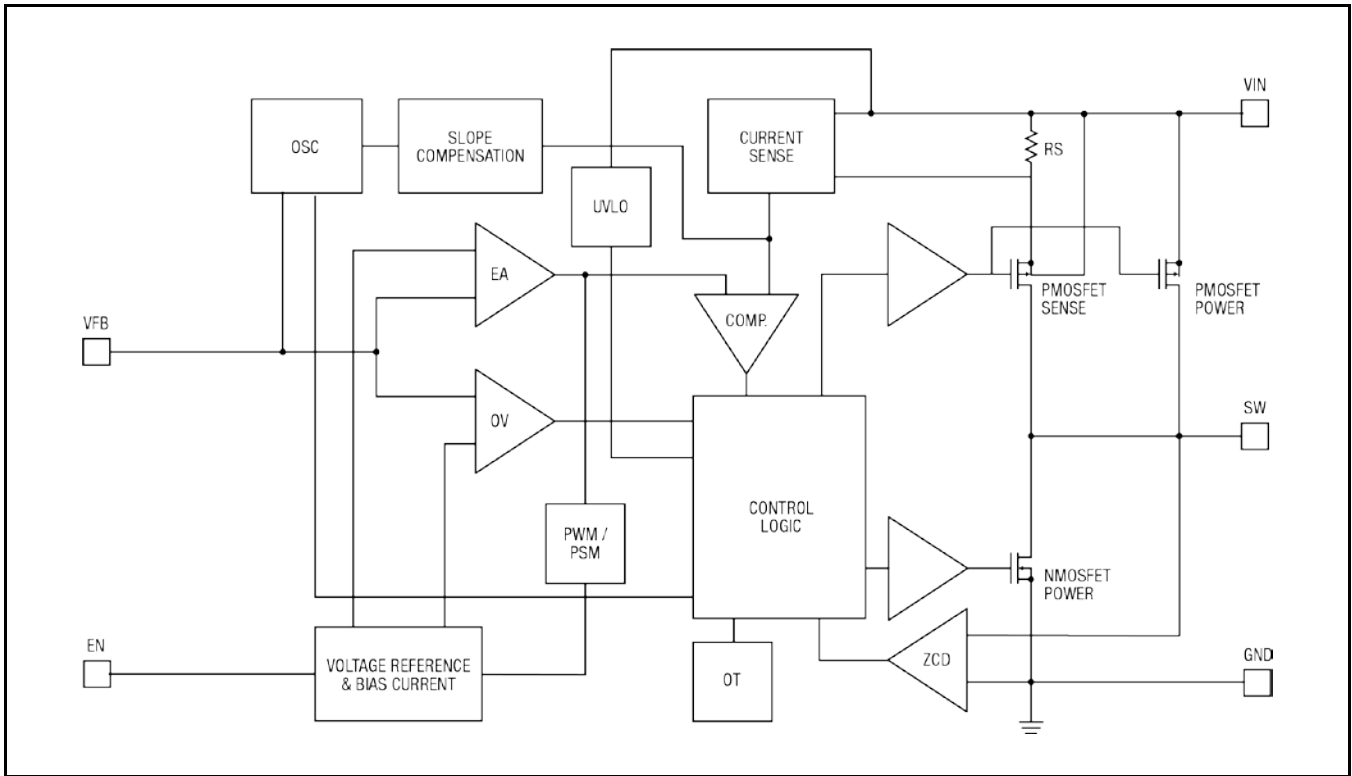 VIN
OSC
SLOPE
COMPENSATION
CURRENT
SENSE
RS
UVLO
EA
PMOSFET
SENSE
PMOSFET
POWER
VFB
COMP.
SW
OV
CONTROL
LOGIC
PWM /
PSM
NMOSFET
POWER
EN
VOLTAGE REFERENCE
& BIAS CURRENT
OT
ZCD
GND